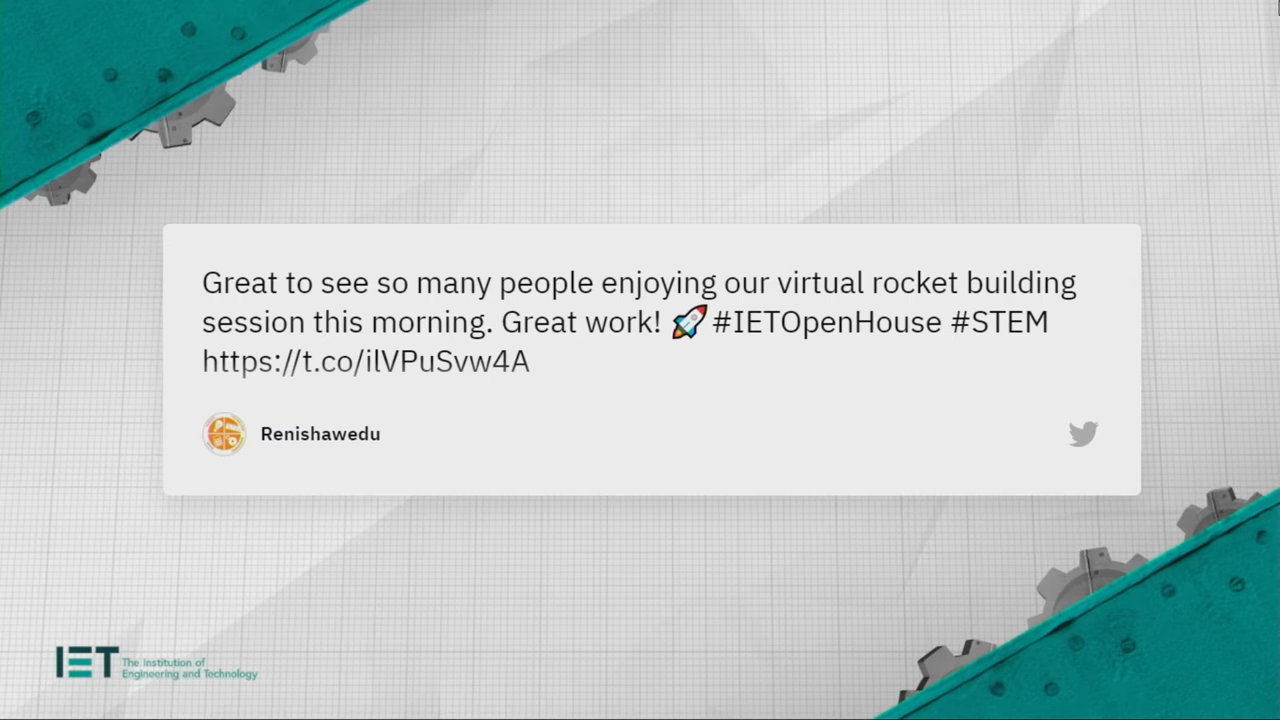 Great to see so many people enjoying our virtual rocket building
session this morning. Great work! 🚀 #IETOpenHouse #STEM
https://t.co/ilVPuSvw4A
Renishawedu
IET The Institution of
Engineering and Technology